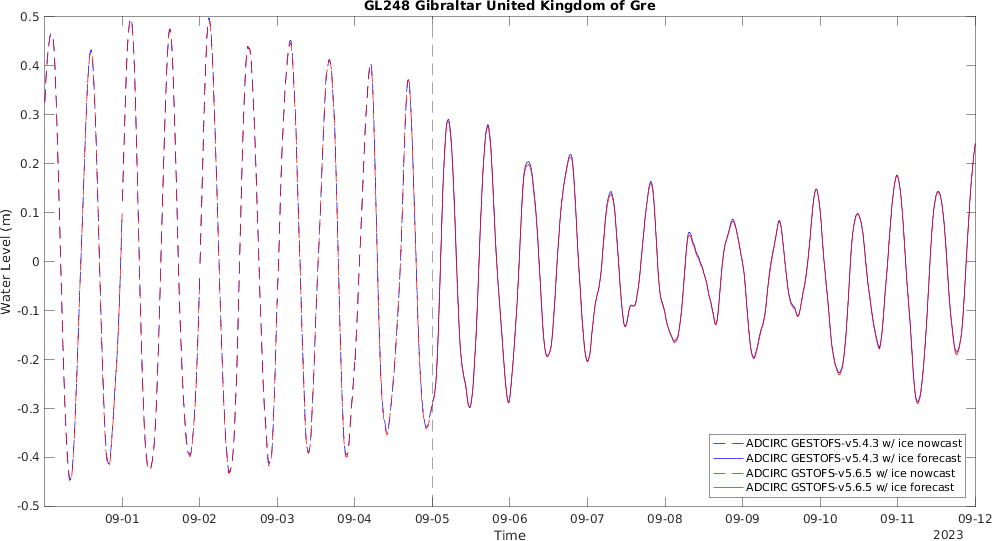 GL248 Gibraltar United Kingdom of Gre
0.5
0.4
0.3
0.2
0.1
0
-0.1
-0.2
-0.3
-0.4
-0.5
Water Level (m)
ADCIRC GESTOFS-v5.4.3 w/ ice nowcast
ADCIRC GESTOFS-v5.4.3 w/ ice forecast
ADCIRC GSTOFS-v5.6.5 w/ ice nowcast
ADCIRC GSTOFS-v5.6.5 w/ ice forecast
09-01 09-02 09-03 09-04 09-05 09-06 09-07 09-08 09-09 09-10 09-11 09-12
Time
2023